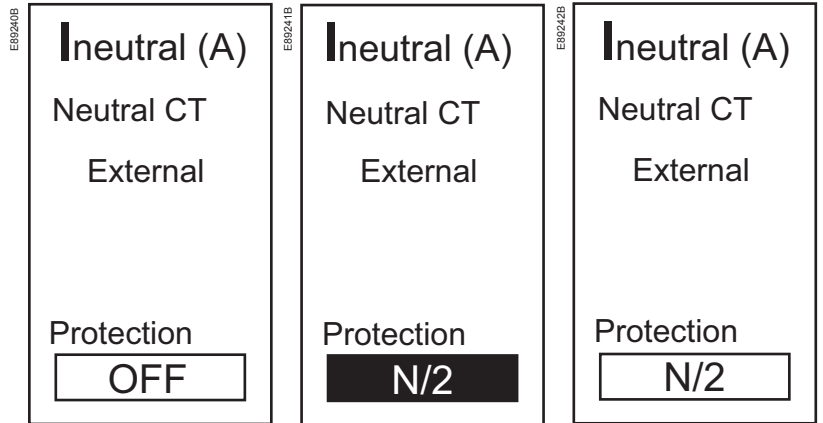 E89240B
Ineutral (A)
Neutral CT
External
Protection
OFF
E89241B
Ineutral (A)
Neutral CT
External
Protection
N/2
E89242B
Ineutral (A)
Neutral CT
External
Protection
N/2